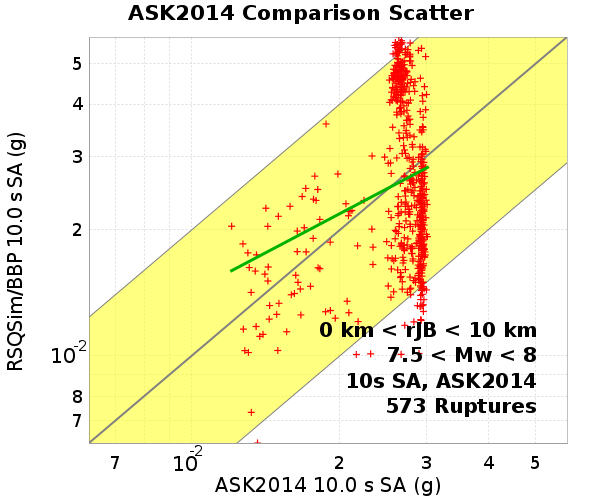 ASK2014 Comparison Scatter
RSQSim/BBP 10.0 s SA (g)
5
4
3
2
10-2
8
7
0 km < rJB < 10 km
7.5 < Mw < 8
10s SA, ASK2014
573 Ruptures
7 10-2 2 3 4 5
ASK2014 10.0 s SA (g)